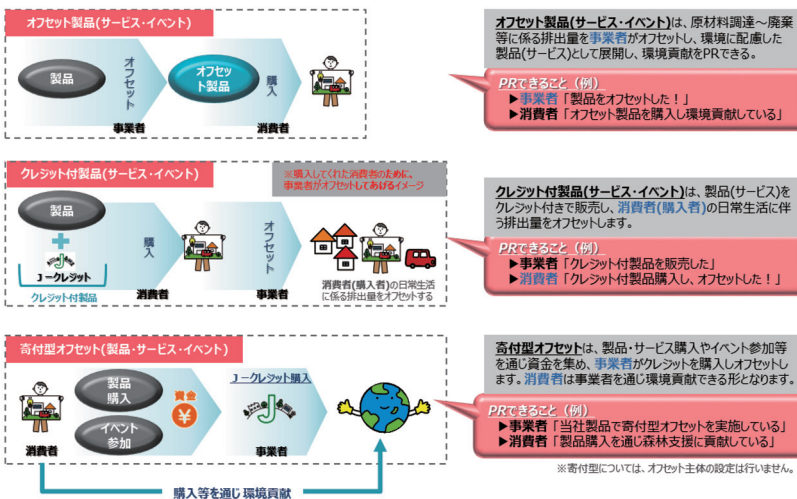 オフセット製品(サービス・イベント)
製品
オフセット
オフセッ
ト製品
購入
事業者
消費者
オフセット製品(サービス・イベント)は、原材料調達～廃棄
等に係る排出量を事業者がオフセットし、環境に配慮した
製品(サービス)として展開し、環境貢献をPRできる。
PRできること（例）
▶事業者「製品をオフセットした！」
▶消費者「オフセット製品を購入し環境貢献している」
クレジット付製品(サービス・イベント)
※購入してくれた消費者のために、
事業者がオフセットしてあげるイメージ
製品
+
J
J－クレジット
クレジット付製品
購入
消費者
オフセット
事業者
消費者(購入者)の日常生活
に係る排出量をオフセットする
クレジット付製品(サービス・イベント)は、製品(サービス)を
クレジット付きで販売し、消費者(購入者)の日常生活に伴
う排出量をオフセットします。
PRできること（例）
▶事業者「クレジット付製品を販売した」
▶消費者「クレジット付製品購入し、オフセットした！」
寄付型オフセット(製品・サービス・イベント)
製品
購入
イベント
参加
消費者
資金
¥
J－クレジット購入
J
事業者
購入等を通じ環境貢献
寄付型オフセットは、製品・サービス購入やイベント参加等
を通じ資金を集め、事業者がクレジットを購入しオフセットし
ます。消費者は事業者を通じ環境貢献できる形となります。
PRできること（例）
▶事業者「当社製品で寄付型オフセットを実施している」
▶消費者「製品購入を通じ森林支援に貢献している」
※寄付型については、オフセット主体の設定は行いません。